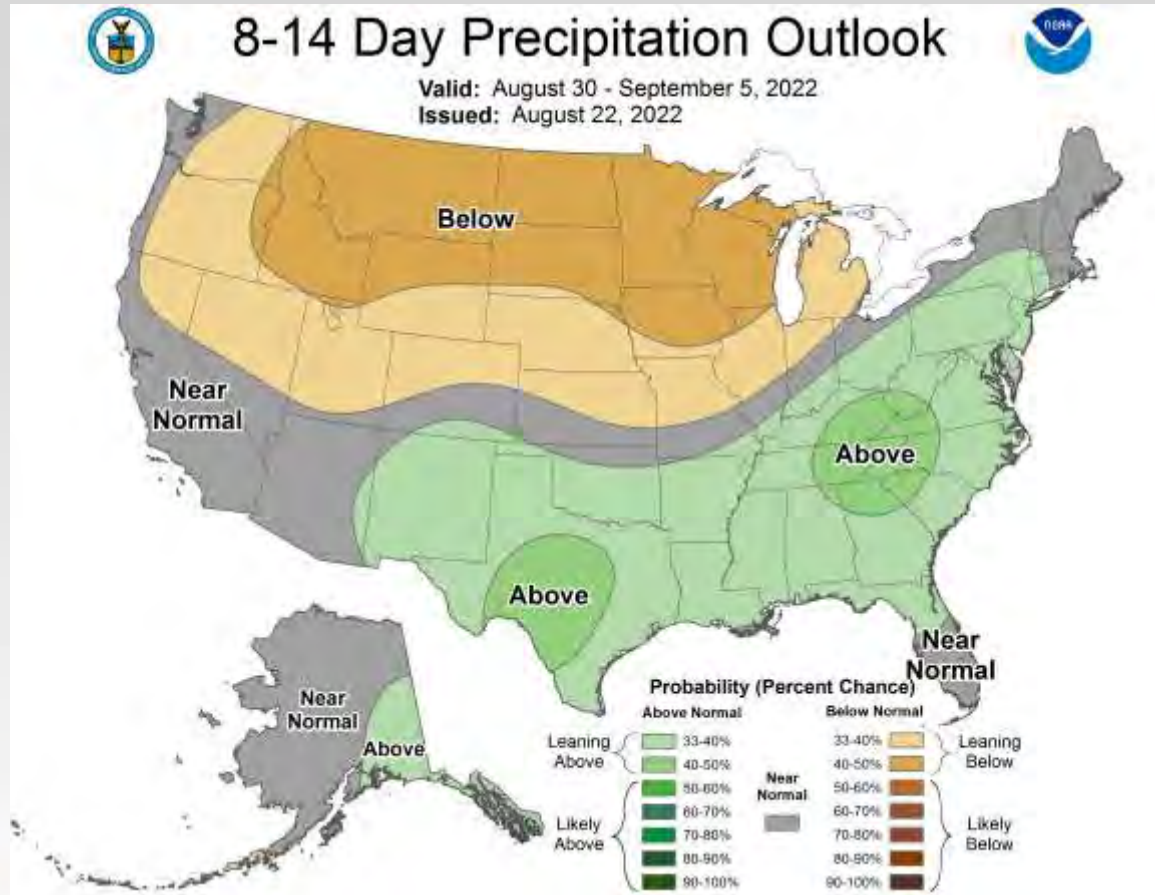 8-14 Day Precipitation Outlook
NOAA
Valid: August 30 - September 5, 2022
Issued: August 22, 2022
Below
Near
Normal
Above
Above
Near
Normal
Near
Normal
Above
Probability (Percent Chance)
Above Normal
Below Normal
Leaning
Above
33-40%
40-50%
Likely
Above
50-60%
60-70%
70-80%
80-90%
90-100%
Near
Normal
33-40%
40-50%
Leaning
Below
50-60%
60-70%
70-80%
80-90%
90-100%
Likely
Below